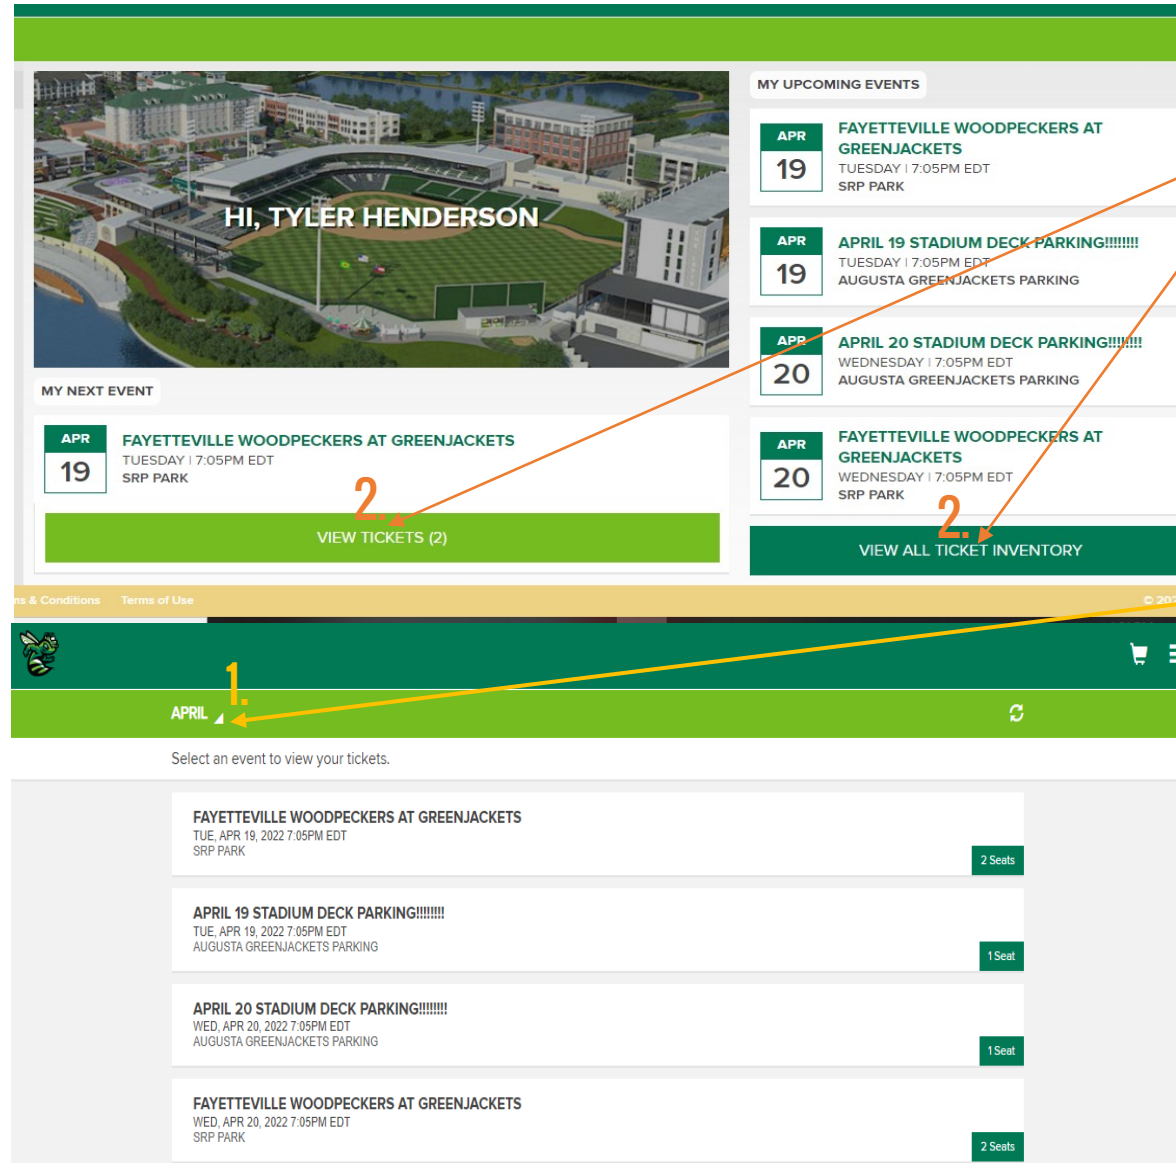 HI, TYLER HENDERSON
MY NEXT EVENT
APR
19
FAYETTEVILLE WOODPECKERS AT GREENJACKETS
TUESDAY | 7:05PM EDT
SRP PARK
2.
VIEW TICKETS (2)
MY UPCOMING EVENTS
APR
19
FAYETTEVILLE WOODPECKERS AT
GREENJACKETS
TUESDAY | 7:05PM EDT
SRP PARK
APR
19
APRIL 19 STADIUM DECK PARKING!!!!!!!!
TUESDAY | 7:05PM EDT
AUGUSTA GREENJACKETS PARKING
APR
20
APRIL 20 STADIUM DECK PARKING!!!!!!!!
WEDNESDAY | 7:05PM EDT
AUGUSTA GREENJACKETS PARKING
APR
20
FAYETTEVILLE WOODPECKERS AT
GREENJACKETS
WEDNESDAY | 7:05PM EDT
SRP PARK
2.
VIEW ALL TICKET INVENTORY
& Conditions Terms of Use
©
1.
APRIL
Select an event to view your tickets.
FAYETTEVILLE WOODPECKERS AT GREENJACKETS
TUE, APR 19, 2022 7:05PM EDT
SRP PARK
2 Seats
APRIL 19 STADIUM DECK PARKING!!!!!!!!
TUE, APR 19, 2022 7:05PM EDT
AUGUSTA GREENJACKETS PARKING
1 Seat
APRIL 20 STADIUM DECK PARKING!!!!!!!!
WED, APR 20, 2022 7:05PM EDT
AUGUSTA GREENJACKETS PARKING
1 Seat
FAYETTEVILLE WOODPECKERS AT GREENJACKETS
WED, APR 20, 2022 7:05PM EDT
SRP PARK
2 Seats